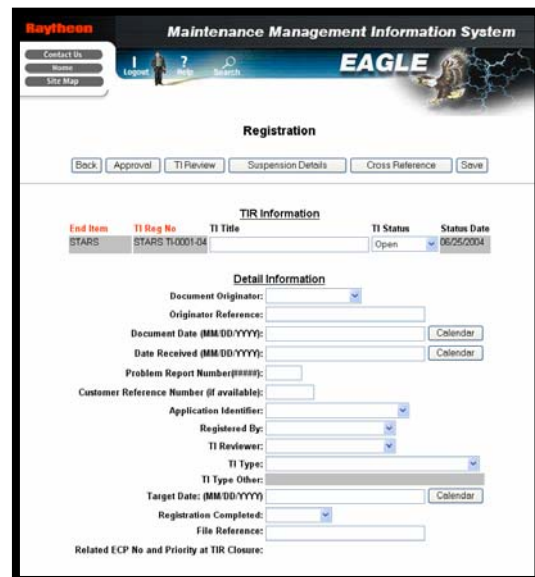 Raytheon
Maintenance Management Information System
Contact Us
Home
Site Map
Logout
?
Help
Search
EAGLE
Registration
Back Approval TI Review Suspension Details Cross Reference Save
TIR Information
End Item TI Reg No TI Title TI Status Status Date
STARS STARS TI-0001-04 Open 06/25/2004
Detail Information
Document Originator:
Originator Reference:
Document Date (MM/DD/YYYY): Calendar
Date Received (MM/DD/YYYY): Calendar
Problem Report Number(#####):
Customer Reference Number (if available):
Application Identifier:
Registered By:
TI Reviewer:
TI Type:
TI Type Other:
Target Date: (MM/DD/YYYY) Calendar
Registration Completed:
File Reference:
Related ECP No and Priority at TIR Closure: